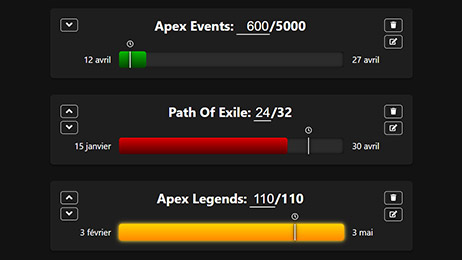 Apex Events: 600/5000
12 avril 27 avril
Path Of Exile: 24/32
15 janvier 30 avril
Apex Legends: 110/110
3 février 3 mai